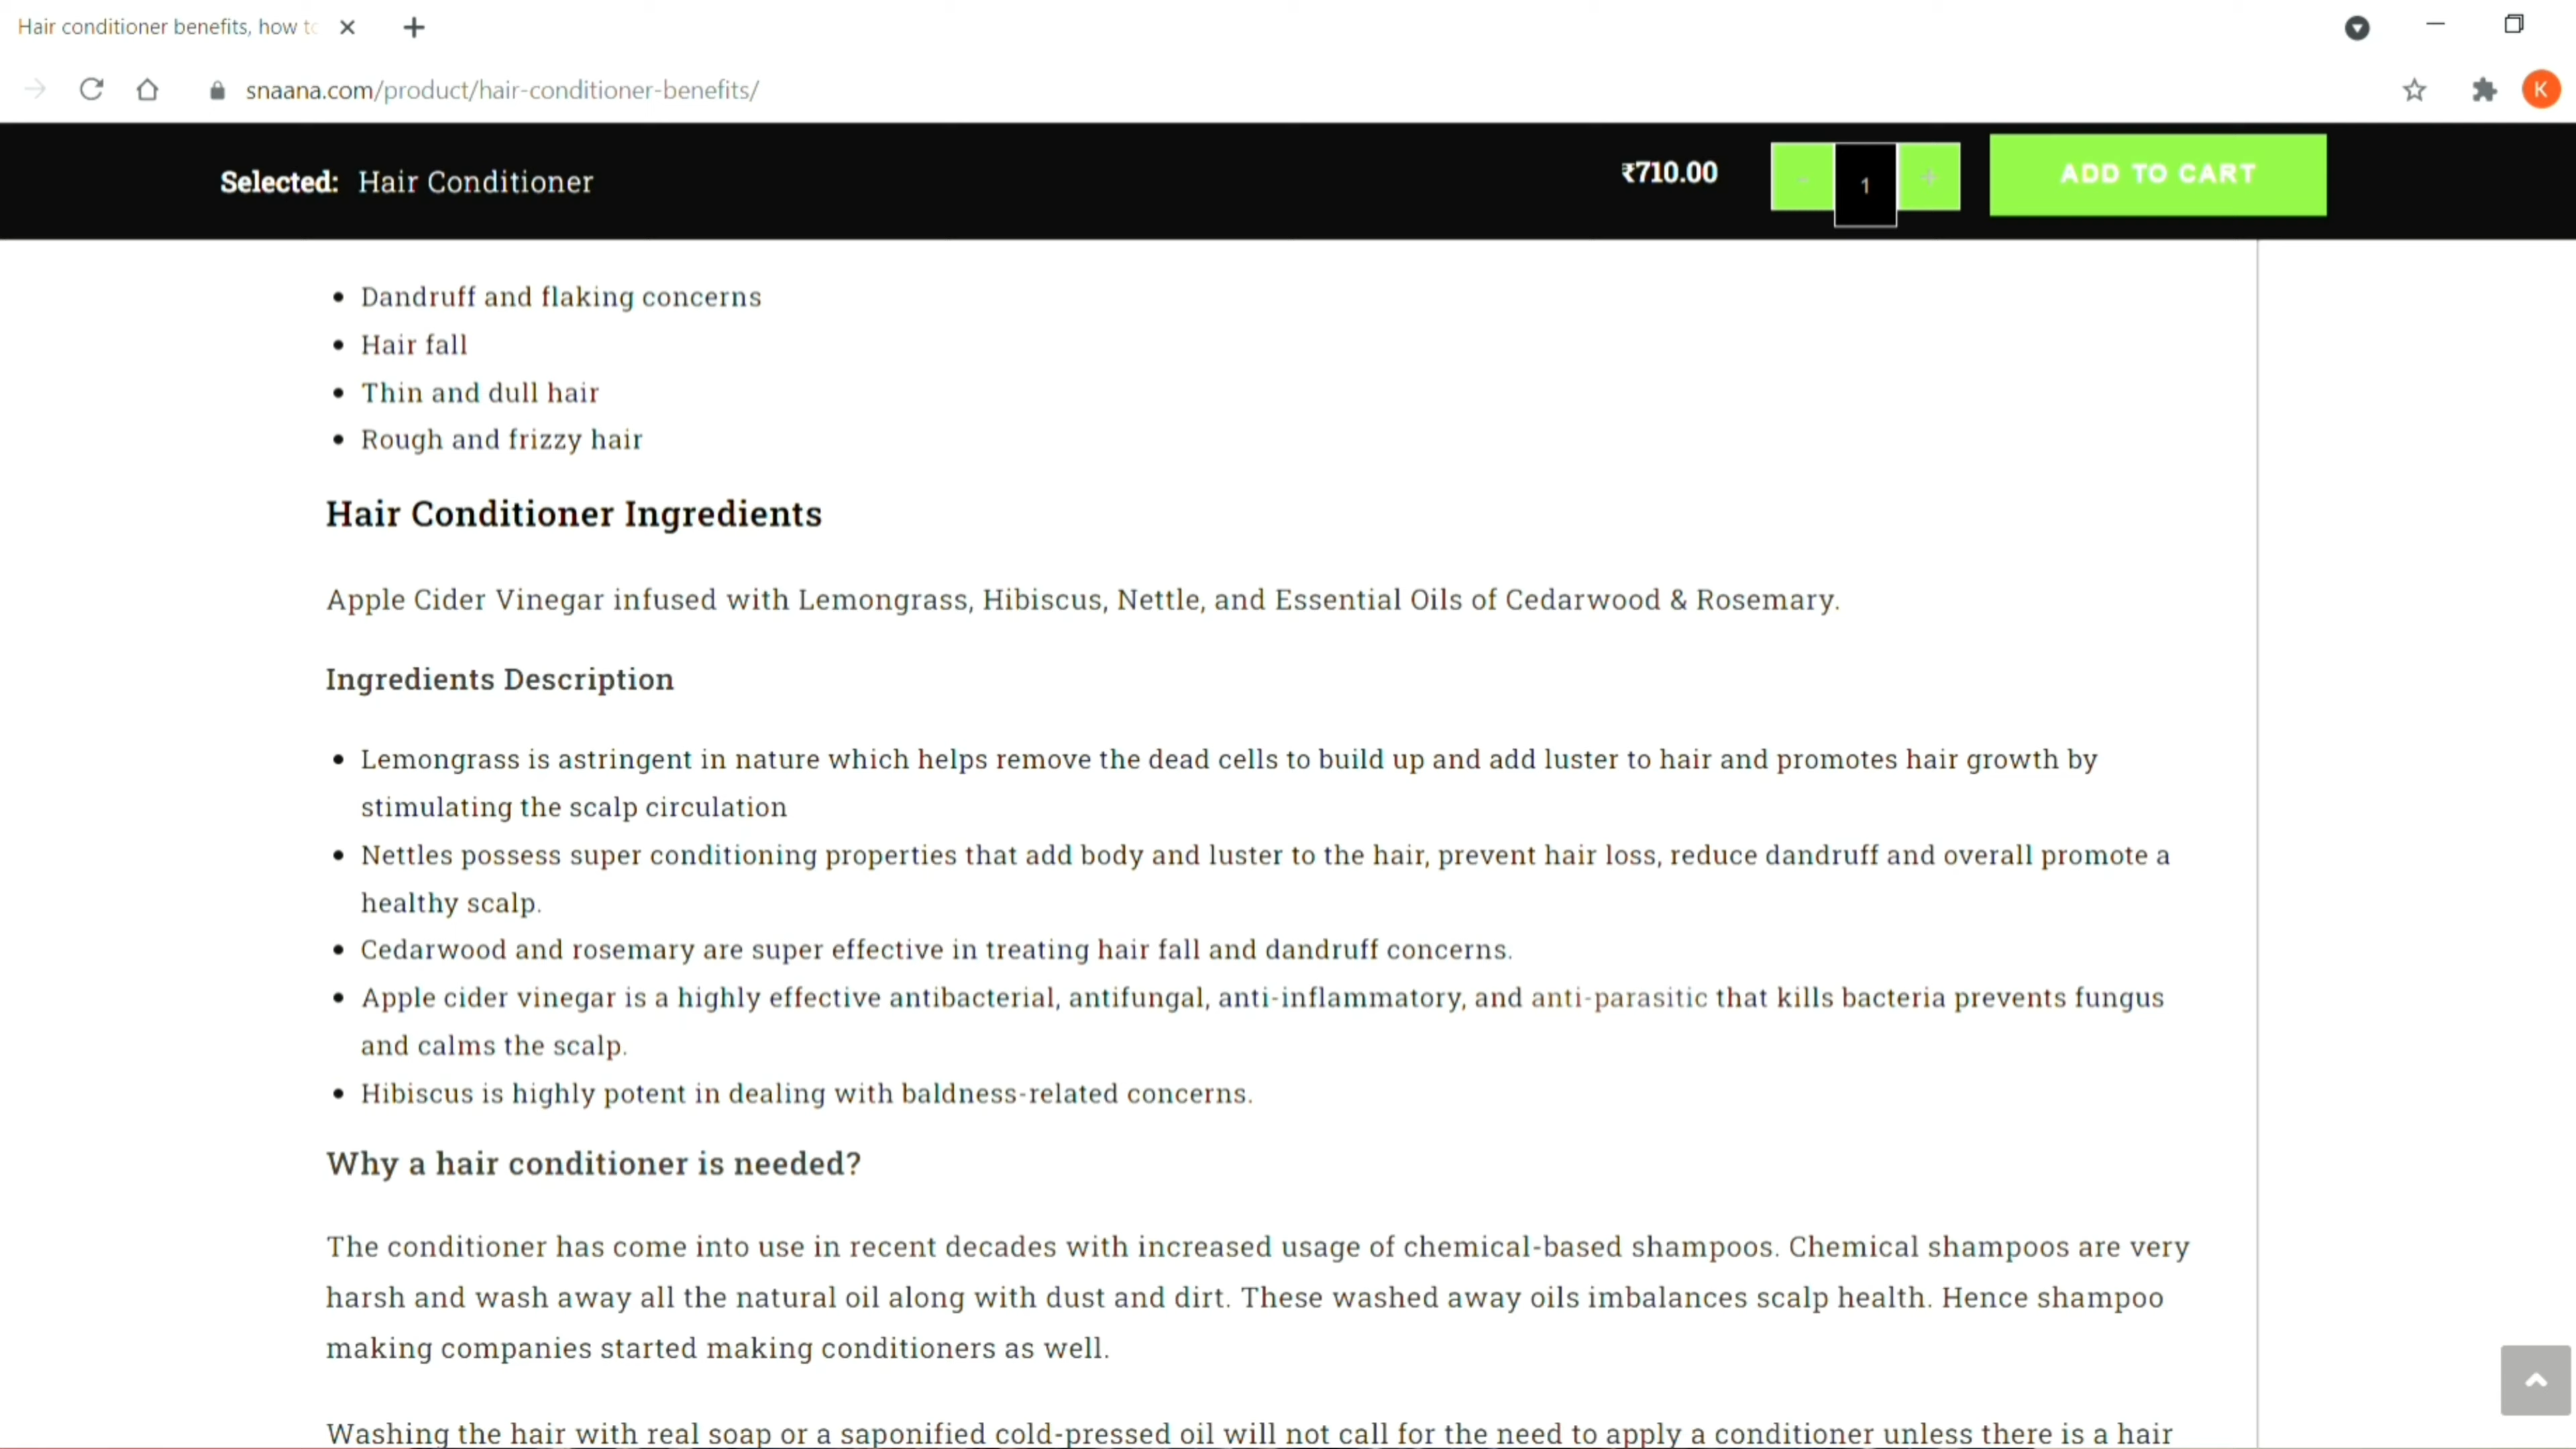 Hair conditioner benefits, how to
snaana.com/product/hair-conditioner-benefits/
K
Selected: Hair Conditioner
₹710.00
- 1 +
ADD TO CART
• Dandruff and flaking concerns
• Hair fall
• Thin and dull hair
• Rough and frizzy hair
Hair Conditioner Ingredients
Apple Cider Vinegar infused with Lemongrass, Hibiscus, Nettle, and Essential Oils of Cedarwood & Rosemary.
Ingredients Description
• Lemongrass is astringent in nature which helps remove the dead cells to build up and add luster to hair and promotes hair growth by
stimulating the scalp circulation
• Nettles possess super conditioning properties that add body and luster to the hair, prevent hair loss, reduce dandruff and overall promote a
healthy scalp.
• Cedarwood and rosemary are super effective in treating hair fall and dandruff concerns.
• Apple cider vinegar is a highly effective antibacterial, antifungal, anti-inflammatory, and anti-parasitic that kills bacteria prevents fungus
and calms the scalp.
• Hibiscus is highly potent in dealing with baldness-related concerns.
Why a hair conditioner is needed?
The conditioner has come into use in recent decades with increased usage of chemical-based shampoos. Chemical shampoos are very
harsh and wash away all the natural oil along with dust and dirt. These washed away oils imbalances scalp health. Hence shampoo
making companies started making conditioners as well.
Washing the hair with real soap or a saponified cold-pressed oil will not call for the need to apply a conditioner unless there is a hair